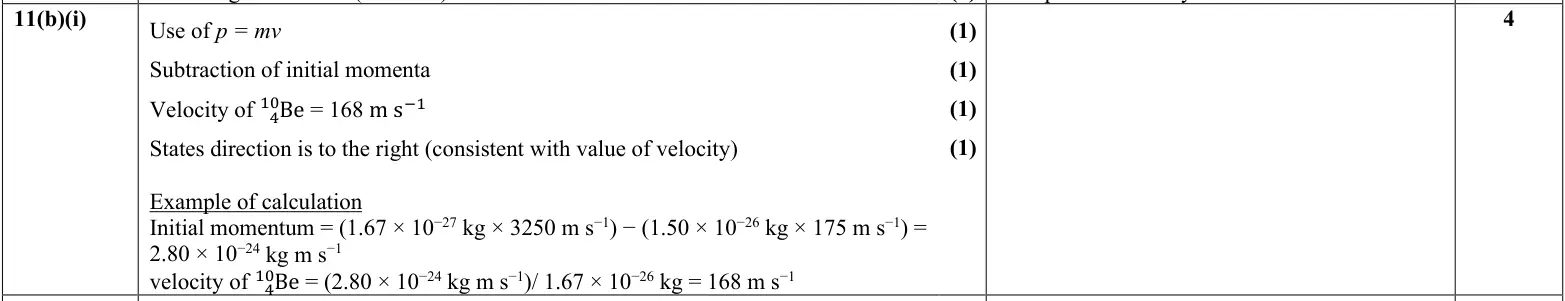 11(b)(i)
Use of p = mv (1)
4
Subtraction of initial momenta (1)
Velocity of ¹⁰₄Be = 168 m s⁻¹ (1)
States direction is to the right (consistent with value of velocity) (1)
Example of calculation
Initial momentum = (1.67 × 10⁻²⁷ kg × 3250 m s⁻¹) − (1.50 × 10⁻²⁶ kg × 175 m s⁻¹) =
2.80 × 10⁻²⁴ kg m s⁻¹
velocity of ¹⁰₄Be = (2.80 × 10⁻²⁴ kg m s⁻¹)/ 1.67 × 10⁻²⁶ kg = 168 m s⁻¹